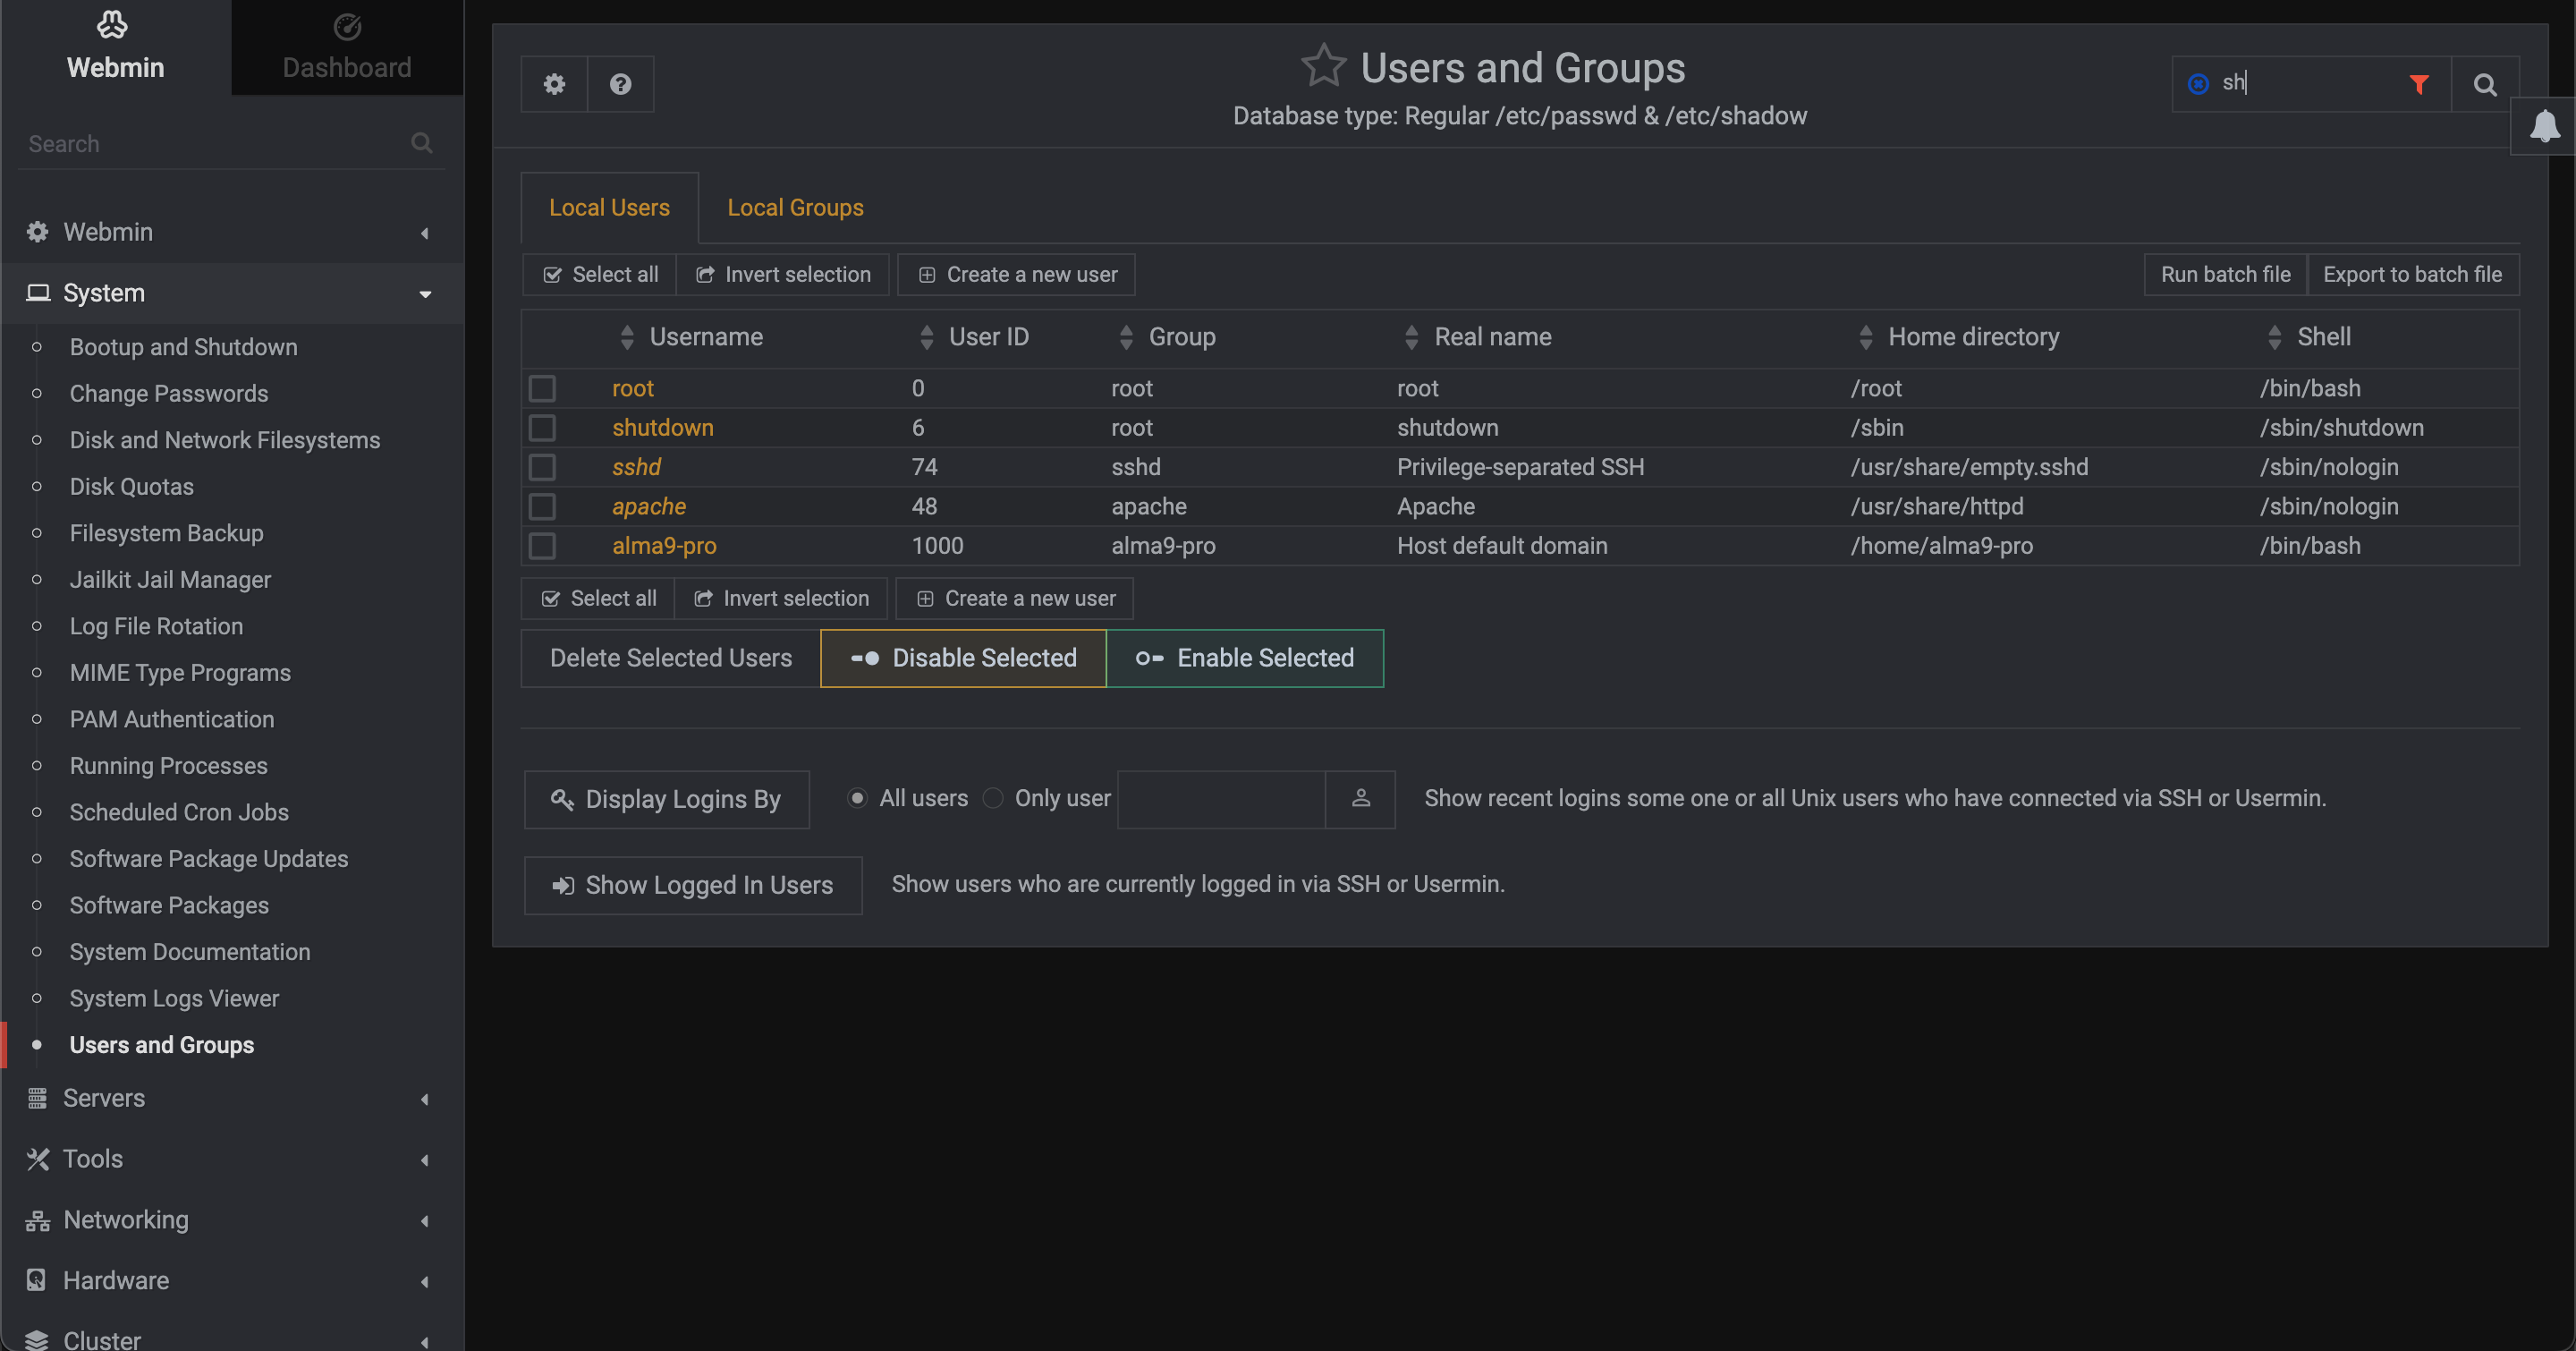 Webmin
Dashboard
Search
Webmin
System
Bootup and Shutdown
Change Passwords
Disk and Network Filesystems
Disk Quotas
Filesystem Backup
Jailkit Jail Manager
Log File Rotation
MIME Type Programs
PAM Authentication
Running Processes
Scheduled Cron Jobs
Software Package Updates
Software Packages
System Documentation
System Logs Viewer
Users and Groups
Servers
Tools
Networking
Hardware
Cluster
Users and Groups
Database type: Regular /etc/passwd & /etc/shadow
sh
Local Users Local Groups
Select all Invert selection Create a new user Run batch file Export to batch file
Username User ID Group Real name Home directory Shell
root 0 root root /root /bin/bash
shutdown 6 root shutdown /sbin /sbin/shutdown
sshd 74 sshd Privilege-separated SSH /usr/share/empty.sshd /sbin/nologin
apache 48 apache Apache /usr/share/httpd /sbin/nologin
alma9-pro 1000 alma9-pro Host default domain /home/alma9-pro /bin/bash
Select all Invert selection Create a new user
Delete Selected Users Disable Selected Enable Selected
Display Logins By All users Only user Show recent logins some one or all Unix users who have connected via SSH or Usermin.
Show Logged In Users Show users who are currently logged in via SSH or Usermin.